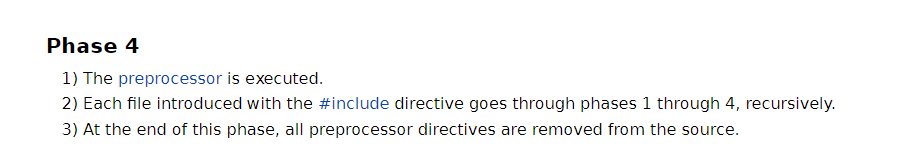 Phase 4
1) The preprocessor is executed.
2) Each file introduced with the #include directive goes through phases 1 through 4, recursively.
3) At the end of this phase, all preprocessor directives are removed from the source.